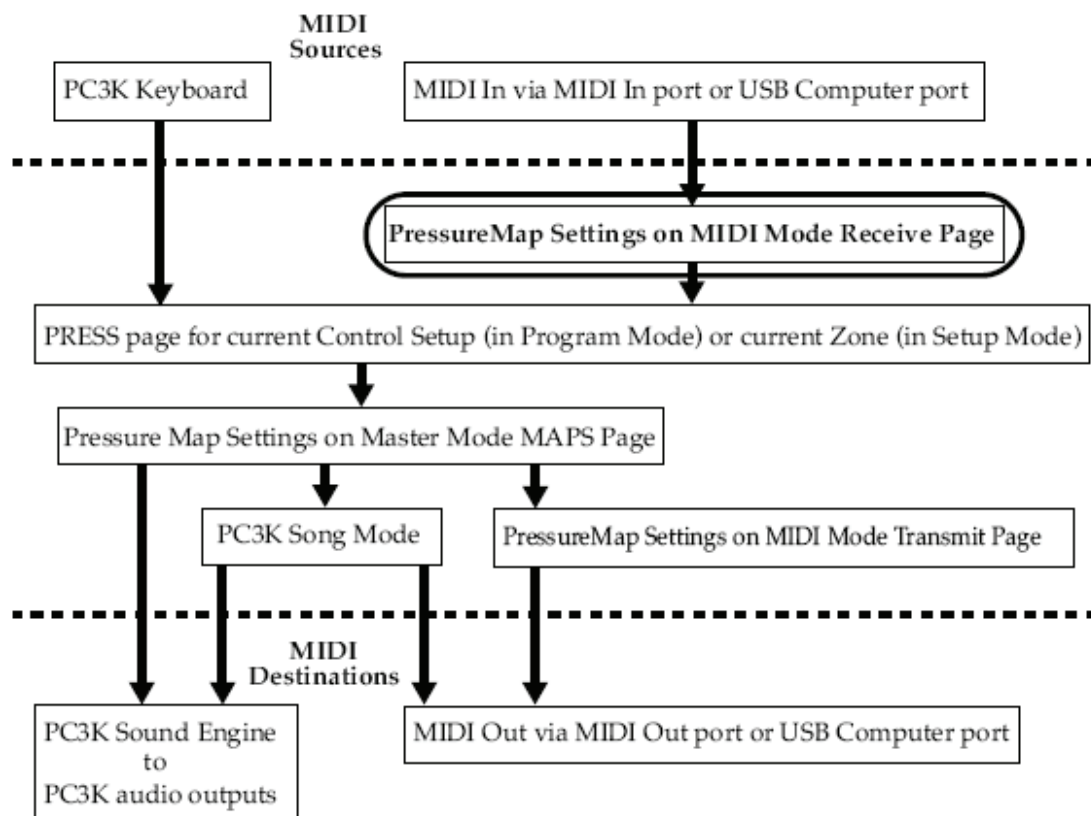 MIDI
Sources
PC3K Keyboard
MIDI In via MIDI In port or USB Computer port
PressureMap Settings on MIDI Mode Receive Page
PRESS page for current Control Setup (in Program Mode) or current Zone (in Setup Mode)
Pressure Map Settings on Master Mode MAPS Page
PC3K Song Mode
PressureMap Settings on MIDI Mode Transmit Page
MIDI
Destinations
PC3K Sound Engine
to
PC3K audio outputs
MIDI Out via MIDI Out port or USB Computer port